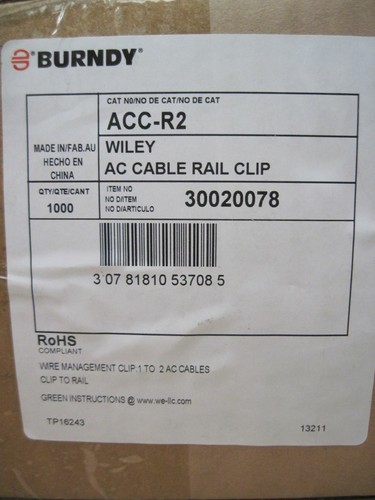 BURNDY®
CAT N0/NO DE CAT/NO DE CAT
ACC-R2
MADE IN/FAB.AU
HECHO EN
CHINA
WILEY
AC CABLE RAIL CLIP
QTY/QTE/CANT
1000
ITEM NO
NO D/ITEM
NO D/ARTICULO
30020078
3 07 81810 53708 5
RoHS
COMPLIANT
WIRE MANAGEMENT CLIP:1 TO 2 AC CABLES
CLIP TO RAIL
GREEN INSTRUCTIONS @ www.we-llc.com
TP16243
13211